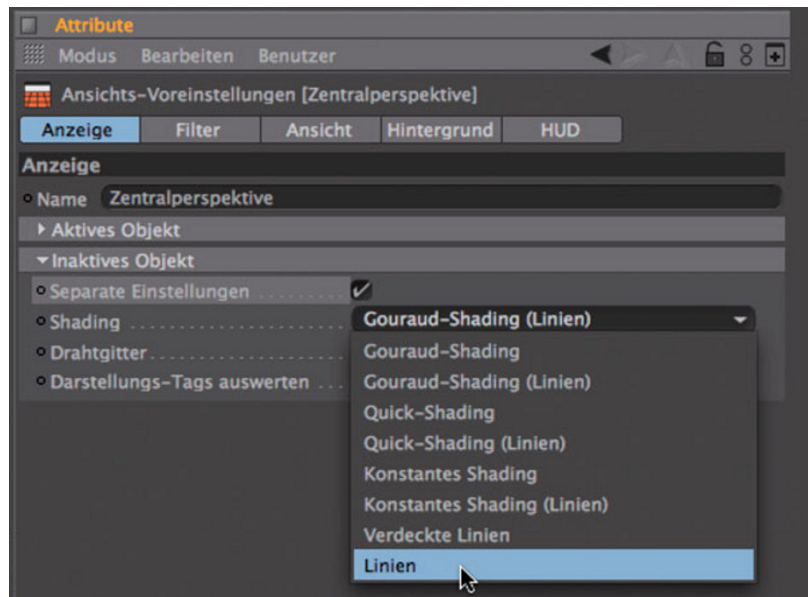 Attribute
Modus Bearbeiten Benutzer
Ansichts-Voreinstellungen [Zentralperspektive]
Anzeige Filter Ansicht Hintergrund HUD
Anzeige
Name Zentralperspektive
Aktives Objekt
Inaktives Objekt
Separate Einstellungen
Shading Gouraud-Shading (Linien)
Drahtgitter
Darstellungs-Tags auswerten
Gouraud-Shading
Gouraud-Shading (Linien)
Quick-Shading
Quick-Shading (Linien)
Konstantes Shading
Konstantes Shading (Linien)
Verdeckte Linien
Linien